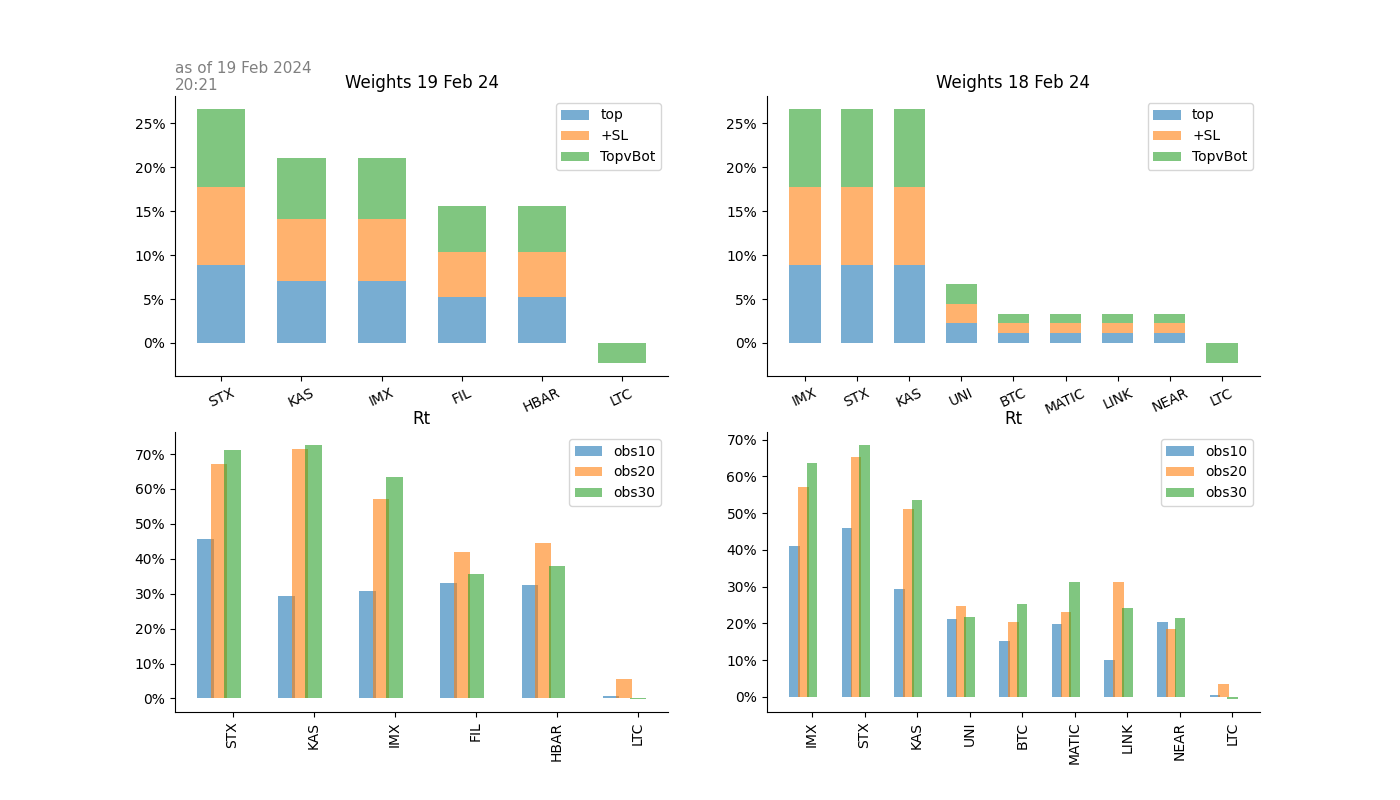 as of 19 Feb 2024
20:21
Weights 19 Feb 24
25%
20%
15%
10%
5%
0%
top
+SL
TopvBot
STX
KAS
IMX
FIL
HBAR
LTC
Weights 18 Feb 24
25%
20%
15%
10%
5%
0%
top
+SL
TopvBot
IMX
STX
KAS
UNI
BTC
MATIC
LINK
NEAR
LTC
Rt
70%
60%
50%
40%
30%
20%
10%
0%
obs10
obs20
obs30
STX
KAS
IMX
FIL
HBAR
LTC
Rt
70%
60%
50%
40%
30%
20%
10%
0%
obs10
obs20
obs30
IMX
STX
KAS
UNI
BTC
MATIC
LINK
NEAR
LTC